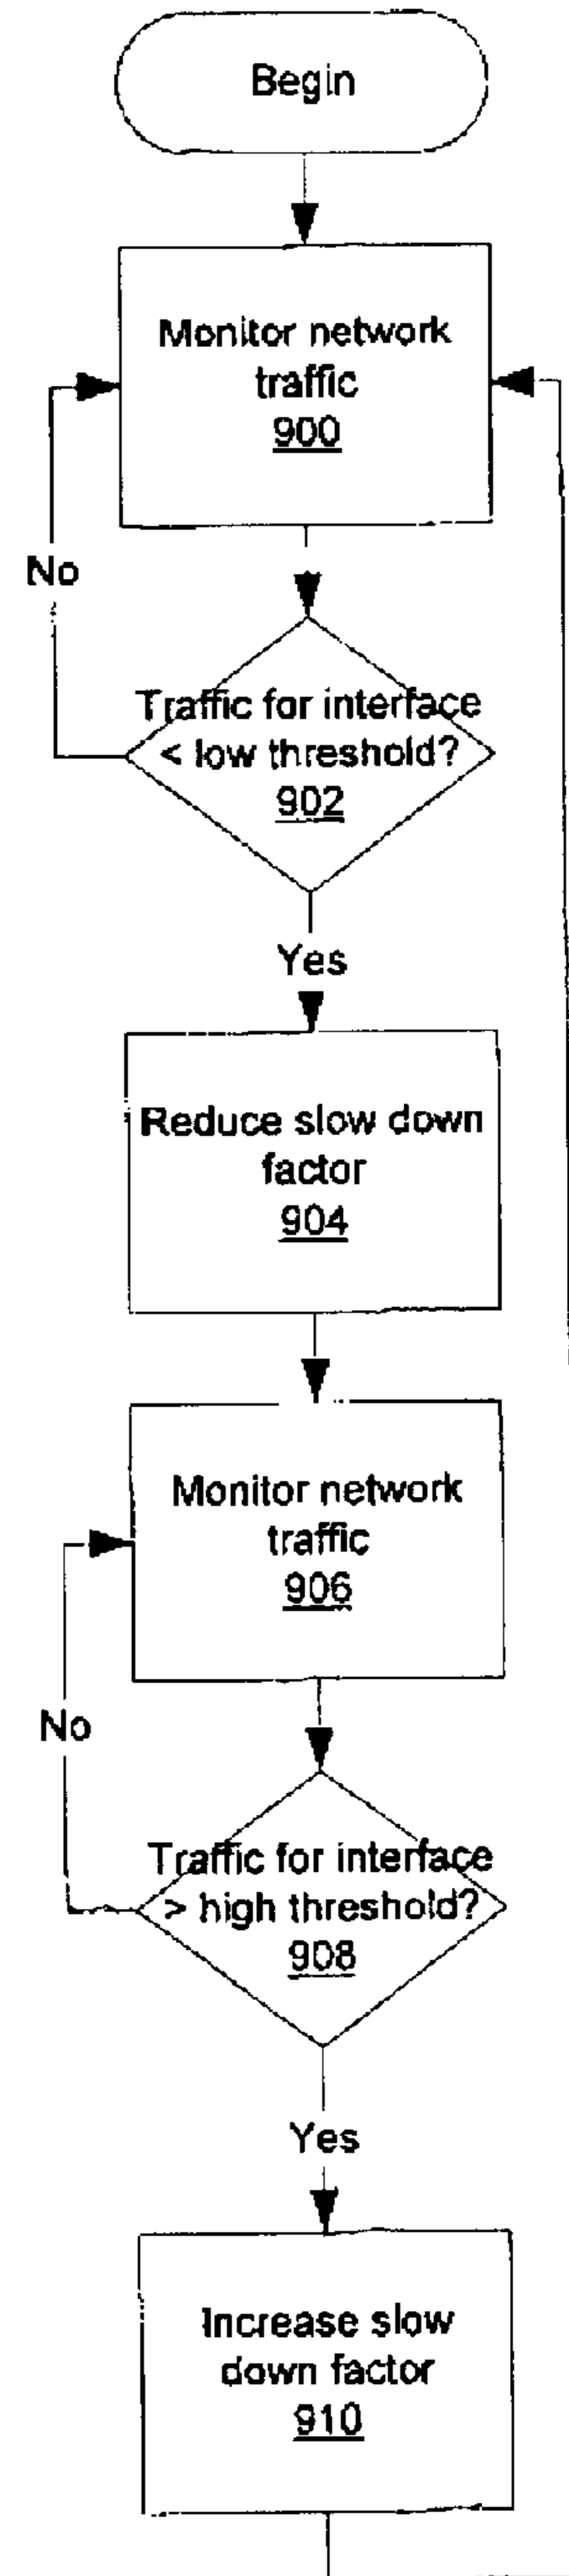 Begin
Monitor network
traffic
900
No
Traffic for interface
< low threshold?
902
Yes
Reduce slow down
factor
904
Monitor network
traffic
906
No
Traffic for interface
> high threshold?
908
Yes
Increase slow
down factor
910